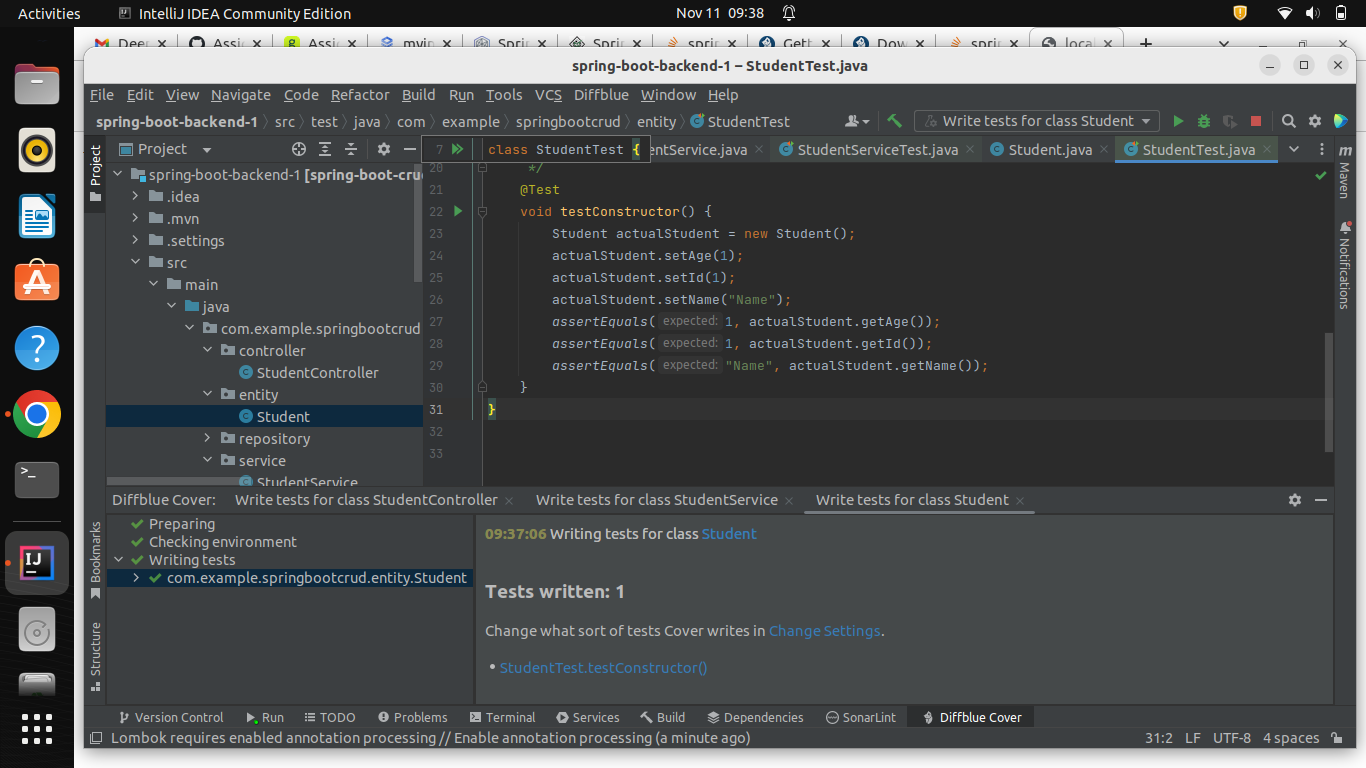 Activities IntelliJ IDEA Community Edition Nov 11 09:38
Deep Assi Assi myin Spri Spri sprin Gett Dow sprin local
spring-boot-backend-1 – StudentTest.java
File Edit View Navigate Code Refactor Build Run Tools VCS Diffblue Window Help
spring-boot-backend-1 src test java com example springbootcrud entity StudentTest Write tests for class Student
Project
7 class StudentTest {
entService.java StudentServiceTest.java Student.java StudentTest.java
Project
Maven
Notifications
spring-boot-backend-1 [spring-boot-cru
.idea
.mvn
.settings
src
main
java
com.example.springbootcrud
controller
StudentController
entity
Student
repository
service
StudentService
20 */
21 @Test
22 void testConstructor() {
23 Student actualStudent = new Student();
24 actualStudent.setAge(1);
25 actualStudent.setId(1);
26 actualStudent.setName("Name");
27 assertEquals( expected: 1, actualStudent.getAge());
28 assertEquals( expected: 1, actualStudent.getId());
29 assertEquals( expected: "Name", actualStudent.getName());
30 }
31 }
32
33
Diffblue Cover: Write tests for class StudentController Write tests for class StudentService Write tests for class Student
Bookmarks
Structure
Preparing
Checking environment
Writing tests
com.example.springbootcrud.entity.Student
09:37:06 Writing tests for class Student
Tests written: 1
Change what sort of tests Cover writes in Change Settings.
• StudentTest.testConstructor()
Version Control Run TODO Problems Terminal Services Build Dependencies SonarLint Diffblue Cover
Lombok requires enabled annotation processing // Enable annotation processing (a minute ago) 31:2 LF UTF-8 4 spaces